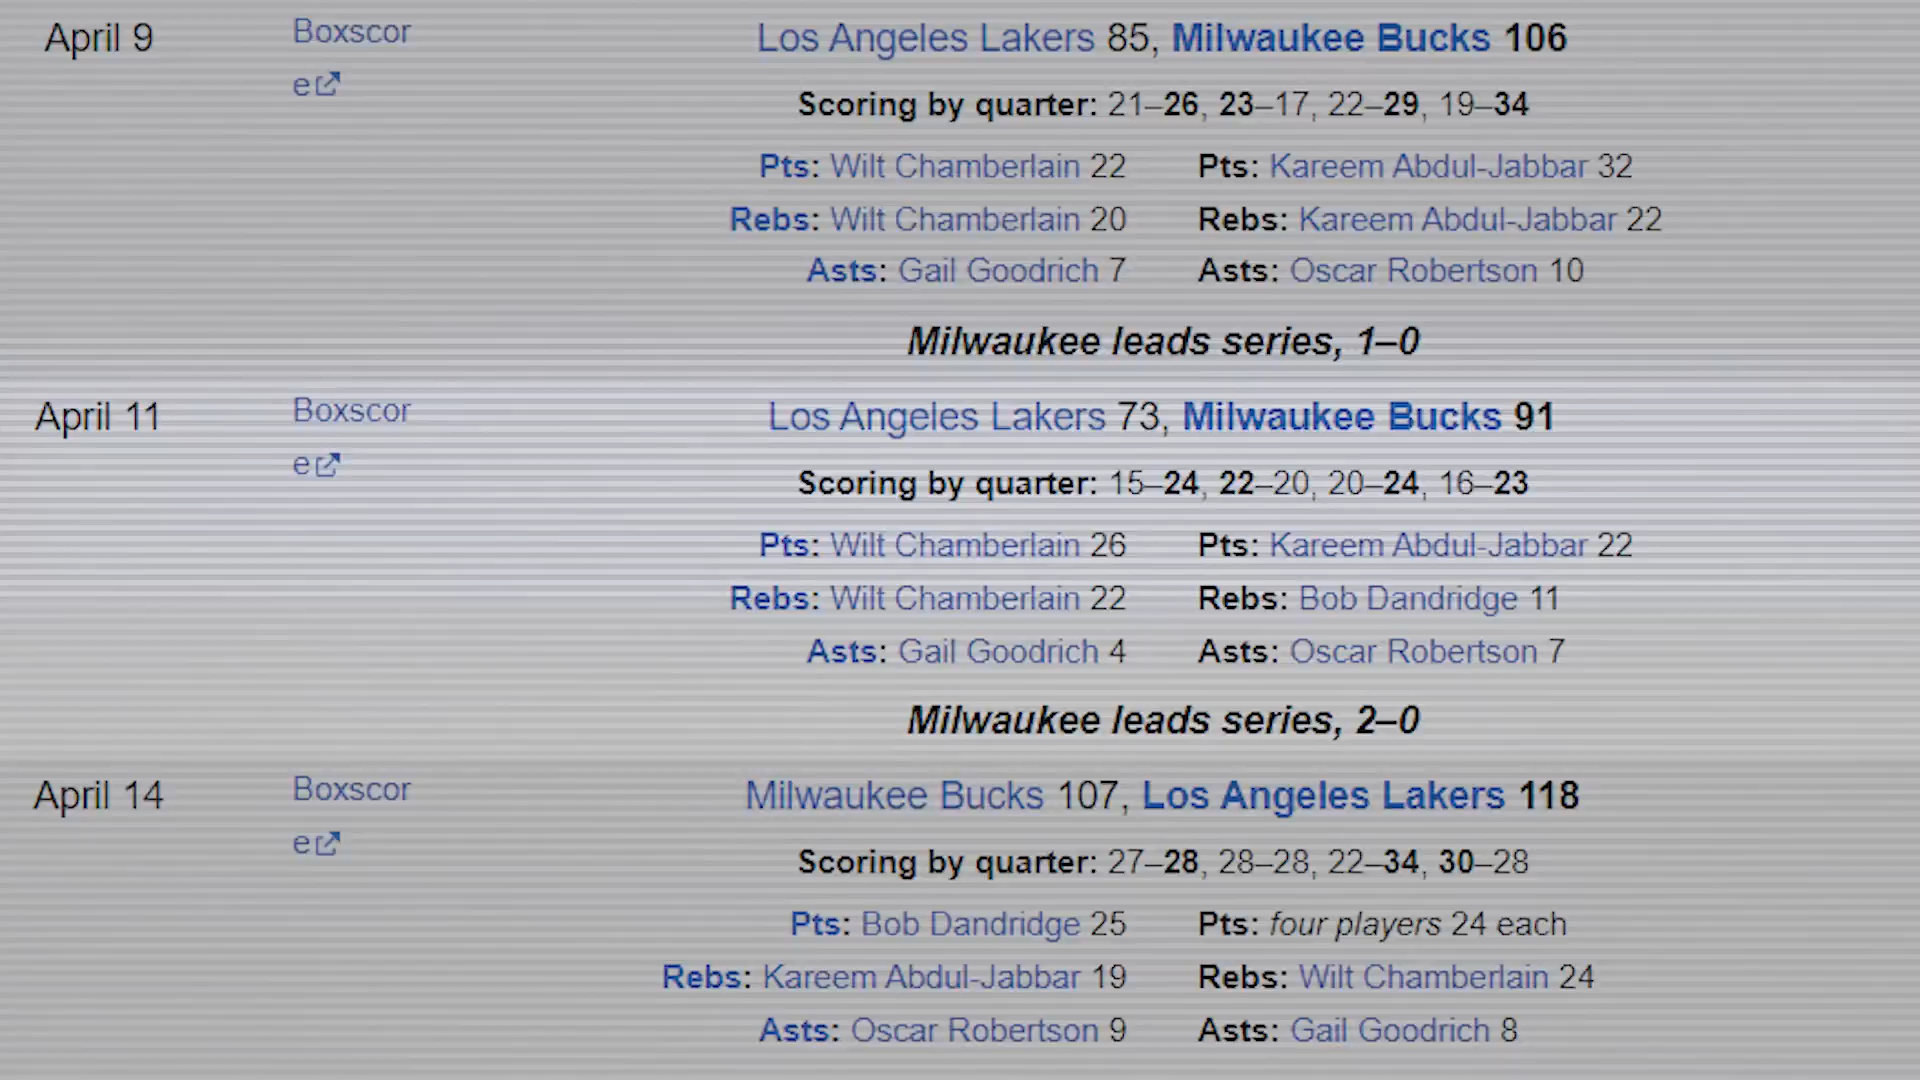 April 9
Boxscor
e
Los Angeles Lakers 85, Milwaukee Bucks 106
Scoring by quarter: 21–26, 23–17, 22–29, 19–34
Pts: Wilt Chamberlain 22 Pts: Kareem Abdul-Jabbar 32
Rebs: Wilt Chamberlain 20 Rebs: Kareem Abdul-Jabbar 22
Asts: Gail Goodrich 7 Asts: Oscar Robertson 10
Milwaukee leads series, 1–0
April 11
Boxscor
e
Los Angeles Lakers 73, Milwaukee Bucks 91
Scoring by quarter: 15–24, 22–20, 20–24, 16–23
Pts: Wilt Chamberlain 26 Pts: Kareem Abdul-Jabbar 22
Rebs: Wilt Chamberlain 22 Rebs: Bob Dandridge 11
Asts: Gail Goodrich 4 Asts: Oscar Robertson 7
Milwaukee leads series, 2–0
April 14
Boxscor
e
Milwaukee Bucks 107, Los Angeles Lakers 118
Scoring by quarter: 27–28, 28–28, 22–34, 30–28
Pts: Bob Dandridge 25 Pts: four players 24 each
Rebs: Kareem Abdul-Jabbar 19 Rebs: Wilt Chamberlain 24
Asts: Oscar Robertson 9 Asts: Gail Goodrich 8